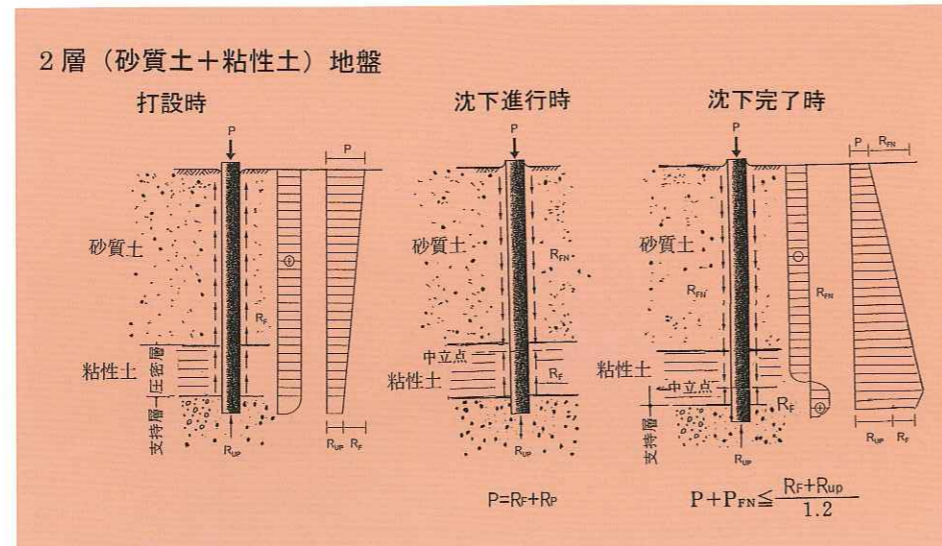 2層（砂質土＋粘性土）地盤
打設時
P
P
砂質土
⊕
RF
圧密層
粘性土
支持層
RUP
RUP RF
沈下進行時
P
砂質土
RFN
中立点
粘性土
RF
RUP
P=RF+RP
沈下完了時
P
P RFN
砂質土
⊖
RFN
RFN
粘性土
中立点
RF
⊕
支持層
RUP
RUP RF
P+PFN≦RF+Rup/1.2